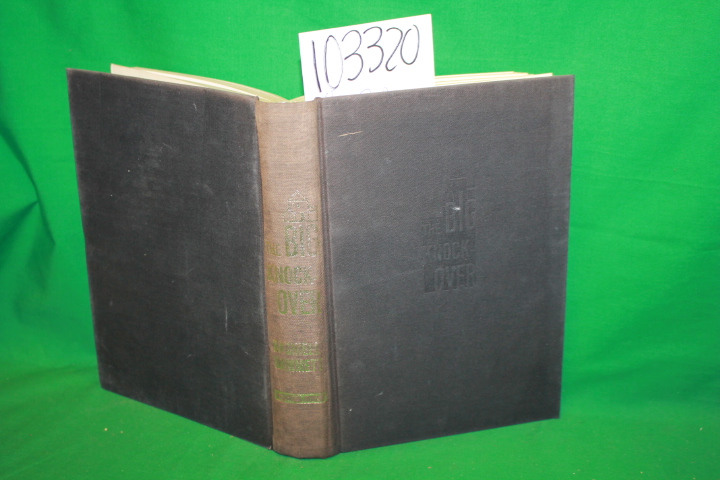 103320
THE BIG
KNOCK-
OVER
THE BIG
KNOCK
OVER